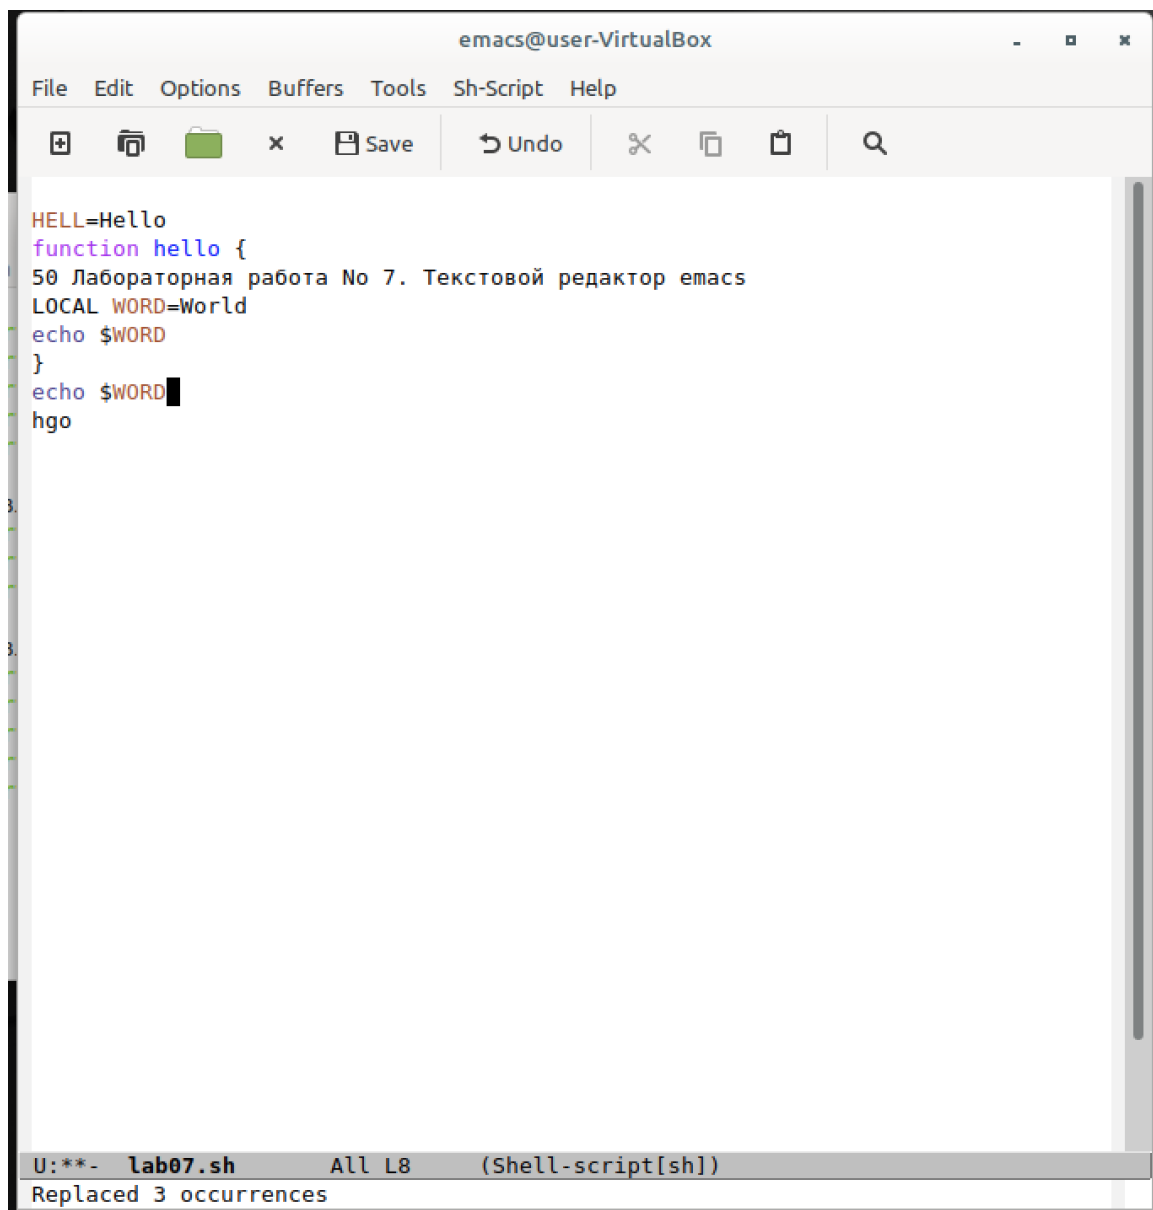 emacs@user-VirtualBox
File Edit Options Buffers Tools Sh-Script Help
Save Undo
HELL=Hello
function hello {
50 Лабораторная работа No 7. Текстовой редактор emacs
LOCAL WORD=World
echo $WORD
}
echo $WORD
hgo
U:**- lab07.sh All L8 (Shell-script[sh])
Replaced 3 occurrences